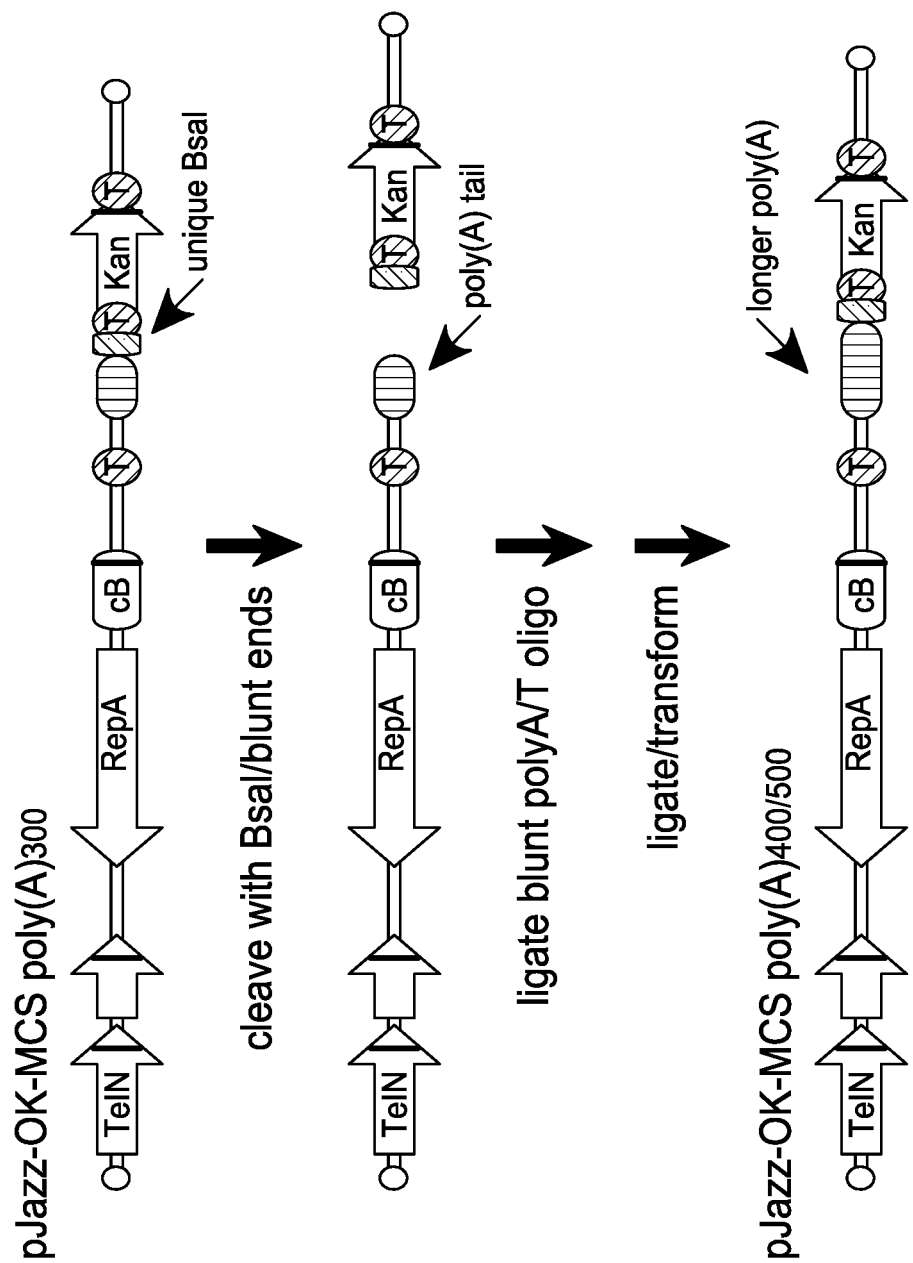 pJazz-OK-MCS poly(A)300
TelN RepA cB T T Kan T
unique BsaI
cleave with BsaI/blunt ends
TelN RepA cB T T Kan T
poly(A) tail
ligate blunt polyA/T oligo
ligate/transform
pJazz-OK-MCS poly(A)400/500
longer poly(A)
TelN RepA cB T T Kan T